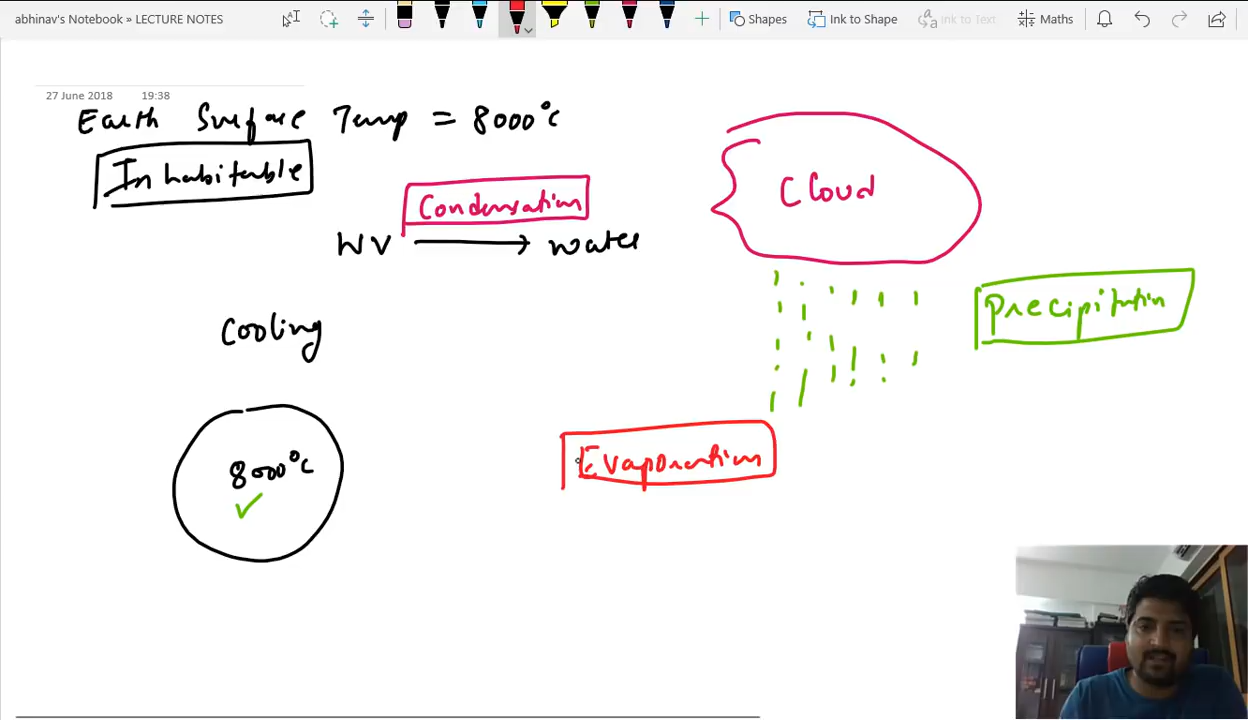 abhinav's Notebook » LECTURE NOTES
Shapes
Ink to Shape
Ink to Text
Maths
27 June 2018 19:38
Earth Surface Temp = 8000°C
Inhabitable
Condensation
WV → water
Cloud
Precipitation
Cooling
8000°C
Evaporation